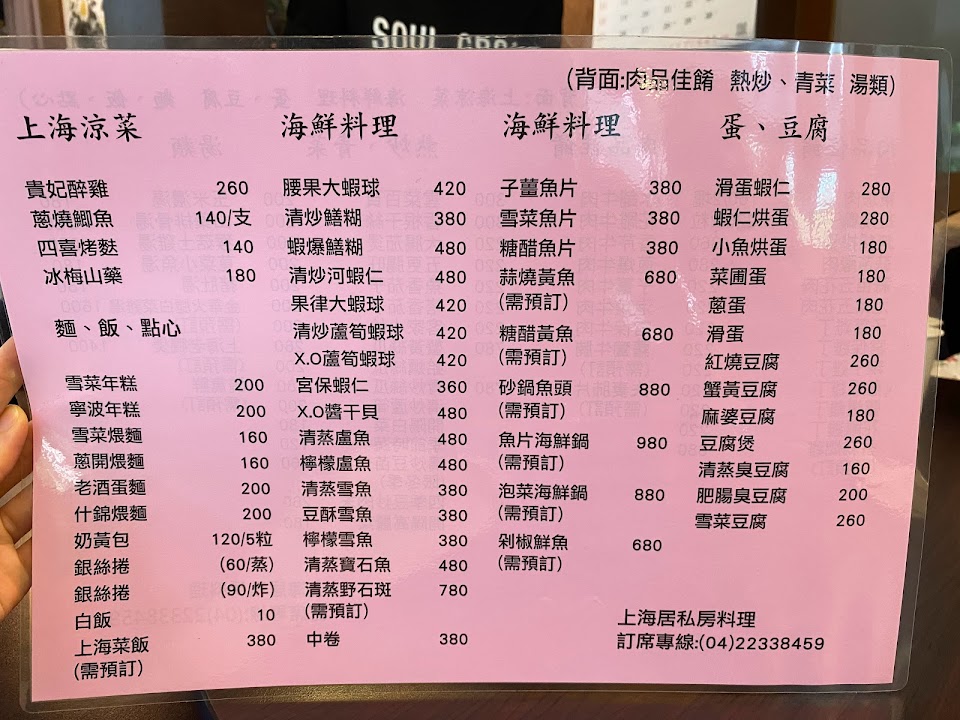 SOUL
(背面:肉品佳餚 熱炒、青菜 湯類)
上海涼菜
貴妃醉雞 260
蔥燒鯽魚 140/支
四喜烤麩 140
冰梅山藥 180
麵、飯、點心
雪菜年糕 200
寧波年糕 200
雪菜煨麵 160
蔥開煨麵 160
老酒蛋麵 200
什錦煨麵 200
奶黃包 120/5粒
銀絲捲 (60/蒸)
銀絲捲 (90/炸)
白飯 10
上海菜飯 380
(需預訂)
海鮮料理
腰果大蝦球 420
清炒鱔糊 380
蝦爆鱔糊 480
清炒河蝦仁 480
果律大蝦球 420
清炒蘆筍蝦球 420
X.O蘆筍蝦球 420
宮保蝦仁 360
X.O醬干貝 480
清蒸盧魚 480
檸檬盧魚 480
清蒸雪魚 380
豆酥雪魚 380
檸檬雪魚 380
清蒸寶石魚 480
清蒸野石斑 780
(需預訂)
中卷 380
海鮮料理
子薑魚片 380
雪菜魚片 380
糖醋魚片 380
蒜燒黃魚 680
(需預訂)
糖醋黃魚 680
(需預訂)
砂鍋魚頭 880
(需預訂)
魚片海鮮鍋 980
(需預訂)
泡菜海鮮鍋 880
(需預訂)
剁椒鮮魚 680
(需預訂)
蛋、豆腐
滑蛋蝦仁 280
蝦仁烘蛋 280
小魚烘蛋 180
菜圃蛋 180
蔥蛋 180
滑蛋 180
紅燒豆腐 260
蟹黃豆腐 260
麻婆豆腐 180
豆腐煲 260
清蒸臭豆腐 160
肥腸臭豆腐 200
雪菜豆腐 260
上海居私房料理
訂席專線:(04)22338459